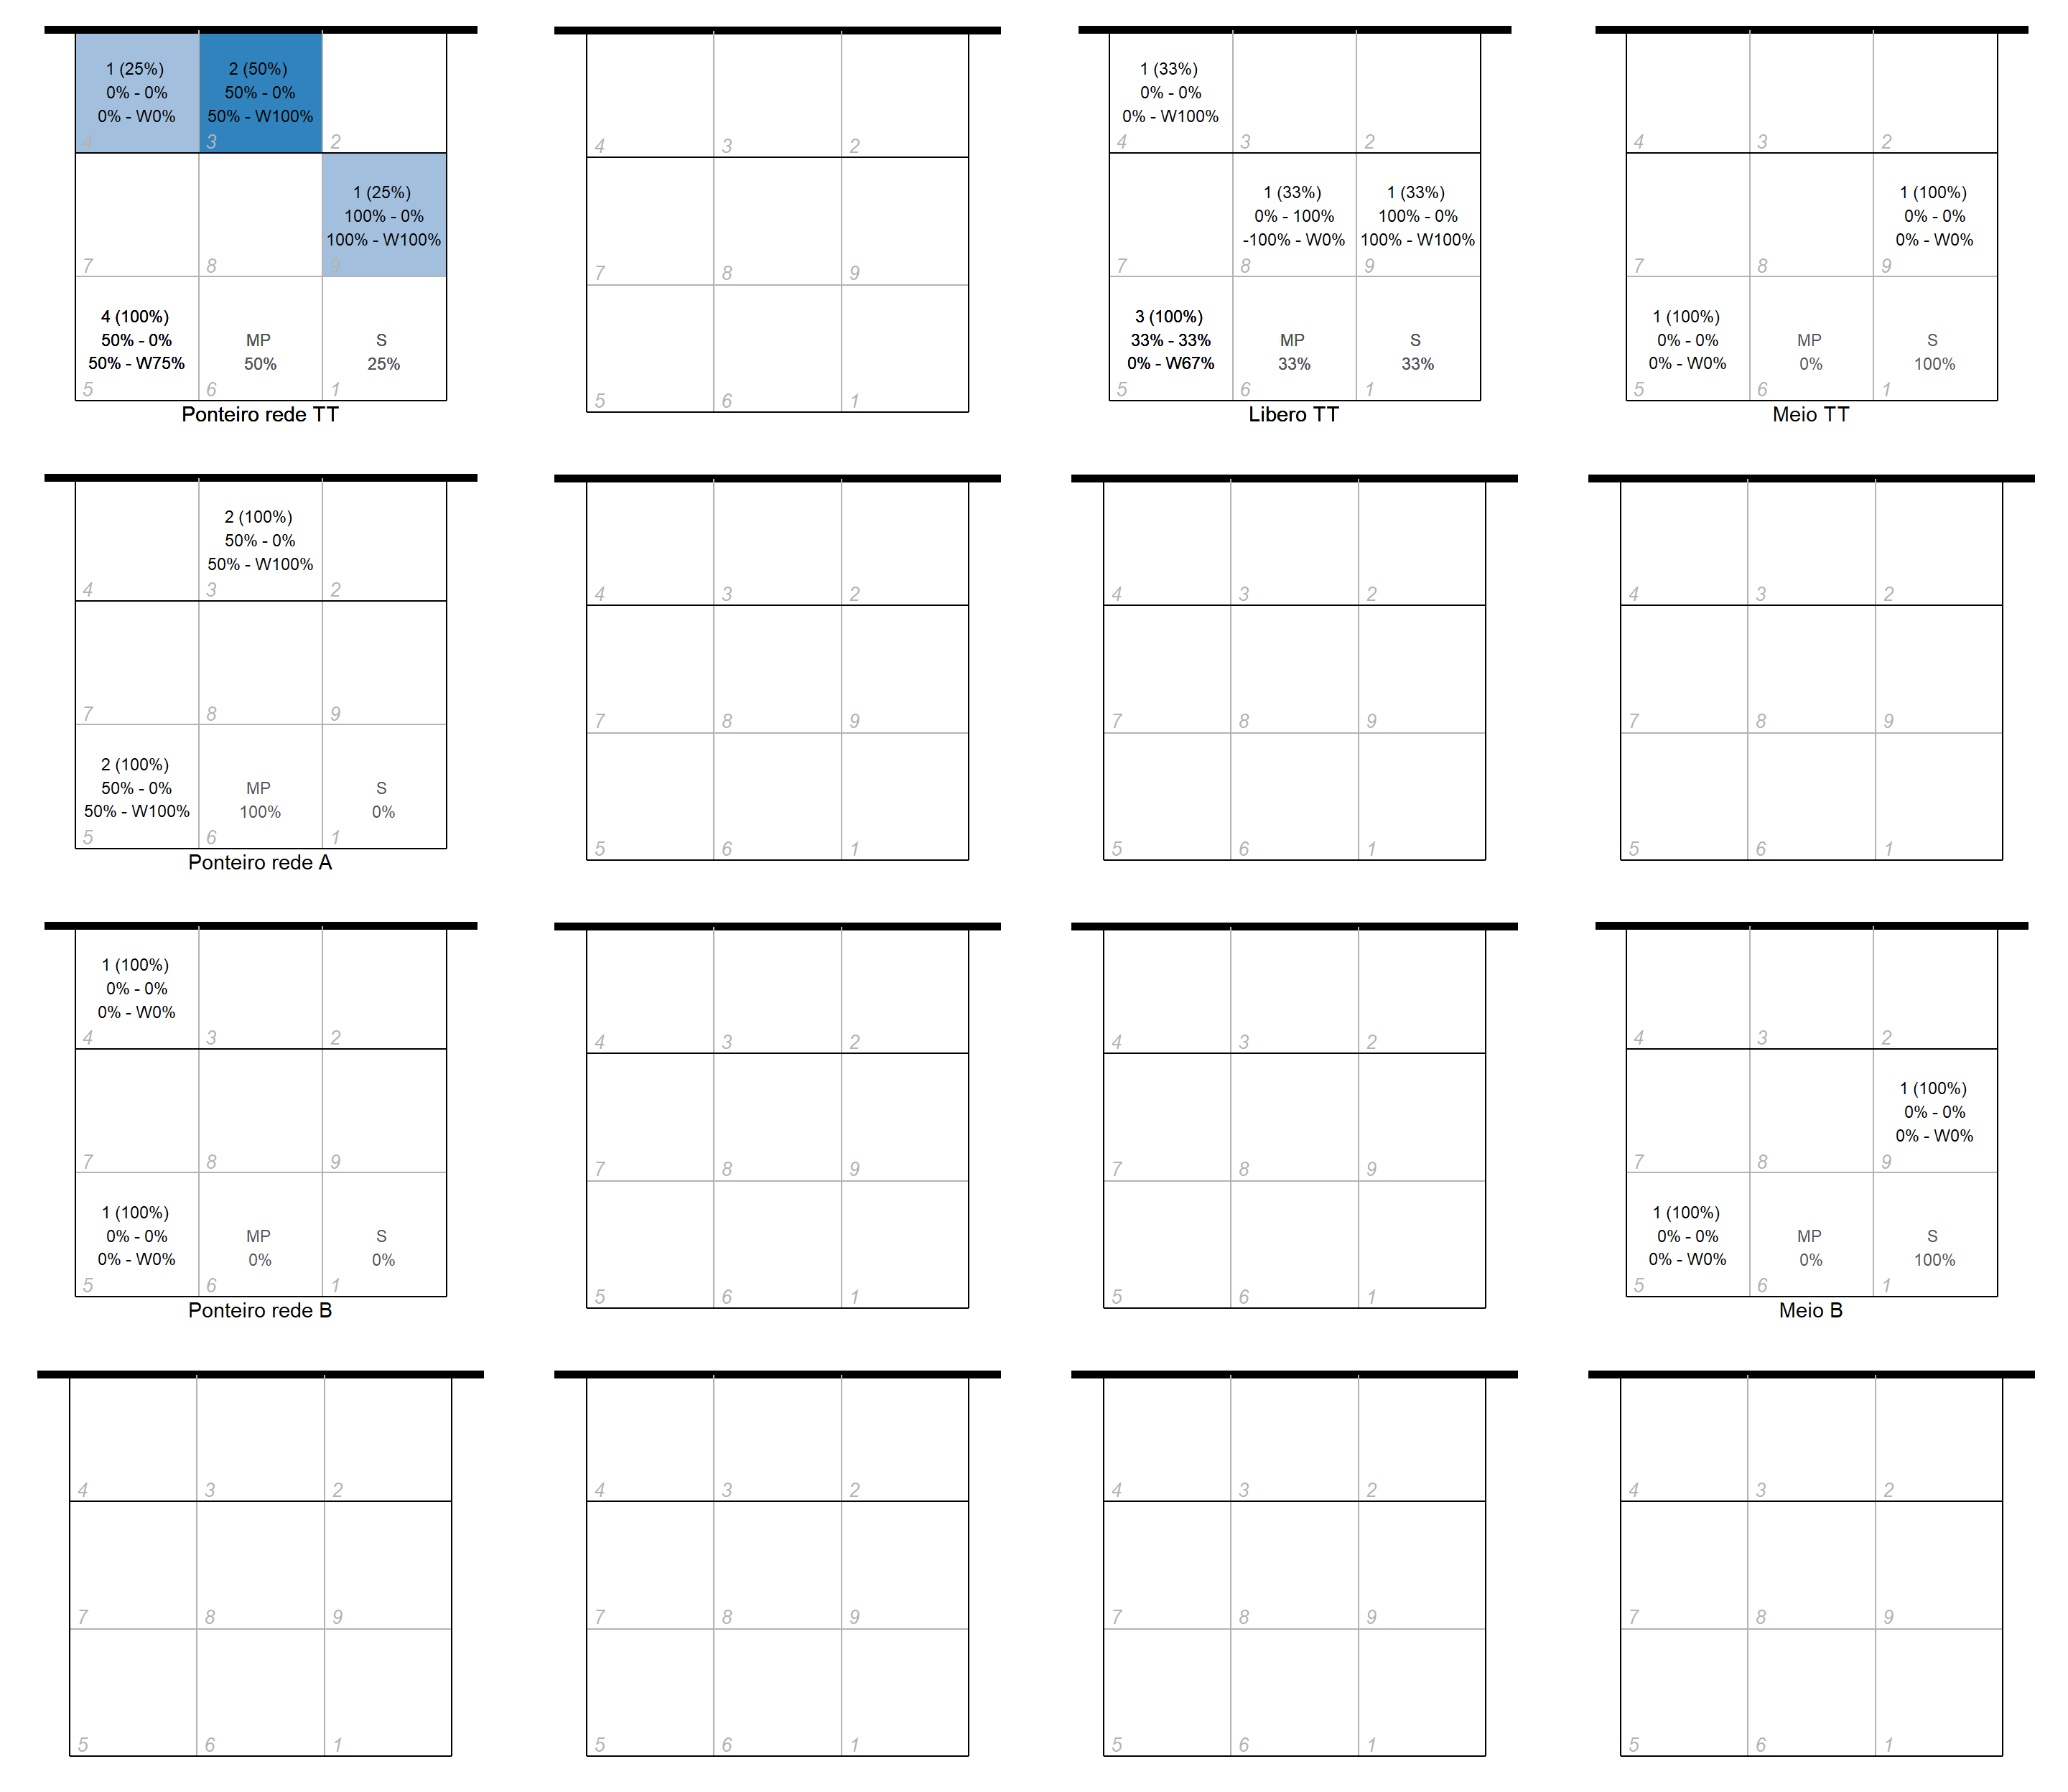 1 (25%)
0% - 0%
0% - W0%
4
2 (50%)
50% - 0%
50% - W100%
3
2
7
8
1 (25%)
100% - 0%
100% - W100%
9
4 (100%)
50% - 0%
50% - W75%
5
MP
50%
6
S
25%
1
Ponteiro rede TT
4 3 2
7 8 9
5 6 1
1 (33%)
0% - 0%
0% - W100%
4
3
2
7
1 (33%)
0% - 100%
-100% - W0%
8
1 (33%)
100% - 0%
100% - W100%
9
3 (100%)
33% - 33%
0% - W67%
5
MP
33%
6
S
33%
1
Libero TT
4
3
2
7
8
1 (100%)
0% - 0%
0% - W0%
9
1 (100%)
0% - 0%
0% - W0%
5
MP
0%
6
S
100%
1
Meio TT
4
2 (100%)
50% - 0%
50% - W100%
3
2
7
8
9
2 (100%)
50% - 0%
50% - W100%
5
MP
100%
6
S
0%
1
Ponteiro rede A
4 3 2
7 8 9
5 6 1
4 3 2
7 8 9
5 6 1
4 3 2
7 8 9
5 6 1
1 (100%)
0% - 0%
0% - W0%
4
3
2
7
8
9
1 (100%)
0% - 0%
0% - W0%
5
MP
0%
6
S
0%
1
Ponteiro rede B
4 3 2
7 8 9
5 6 1
4 3 2
7 8 9
5 6 1
4
3
2
7
8
1 (100%)
0% - 0%
0% - W0%
9
1 (100%)
0% - 0%
0% - W0%
5
MP
0%
6
S
100%
1
Meio B
4 3 2
7 8 9
5 6 1
4 3 2
7 8 9
5 6 1
4 3 2
7 8 9
5 6 1
4 3 2
7 8 9
5 6 1